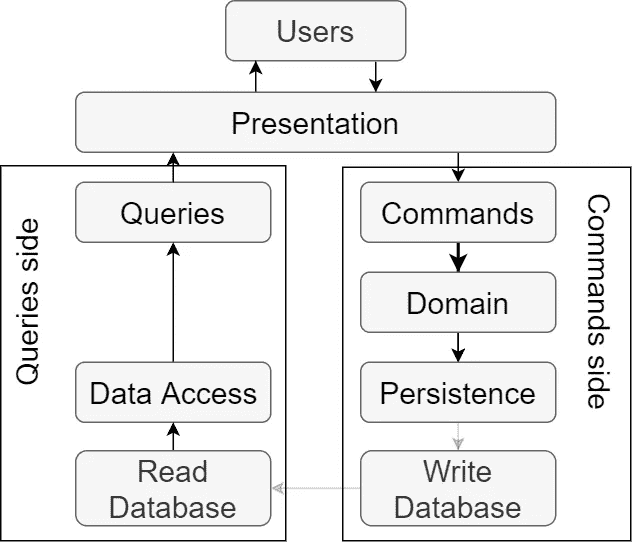 Users
Presentation
Queries side
Queries
Data Access
Read
Database
Commands side
Commands
Domain
Persistence
Write
Database